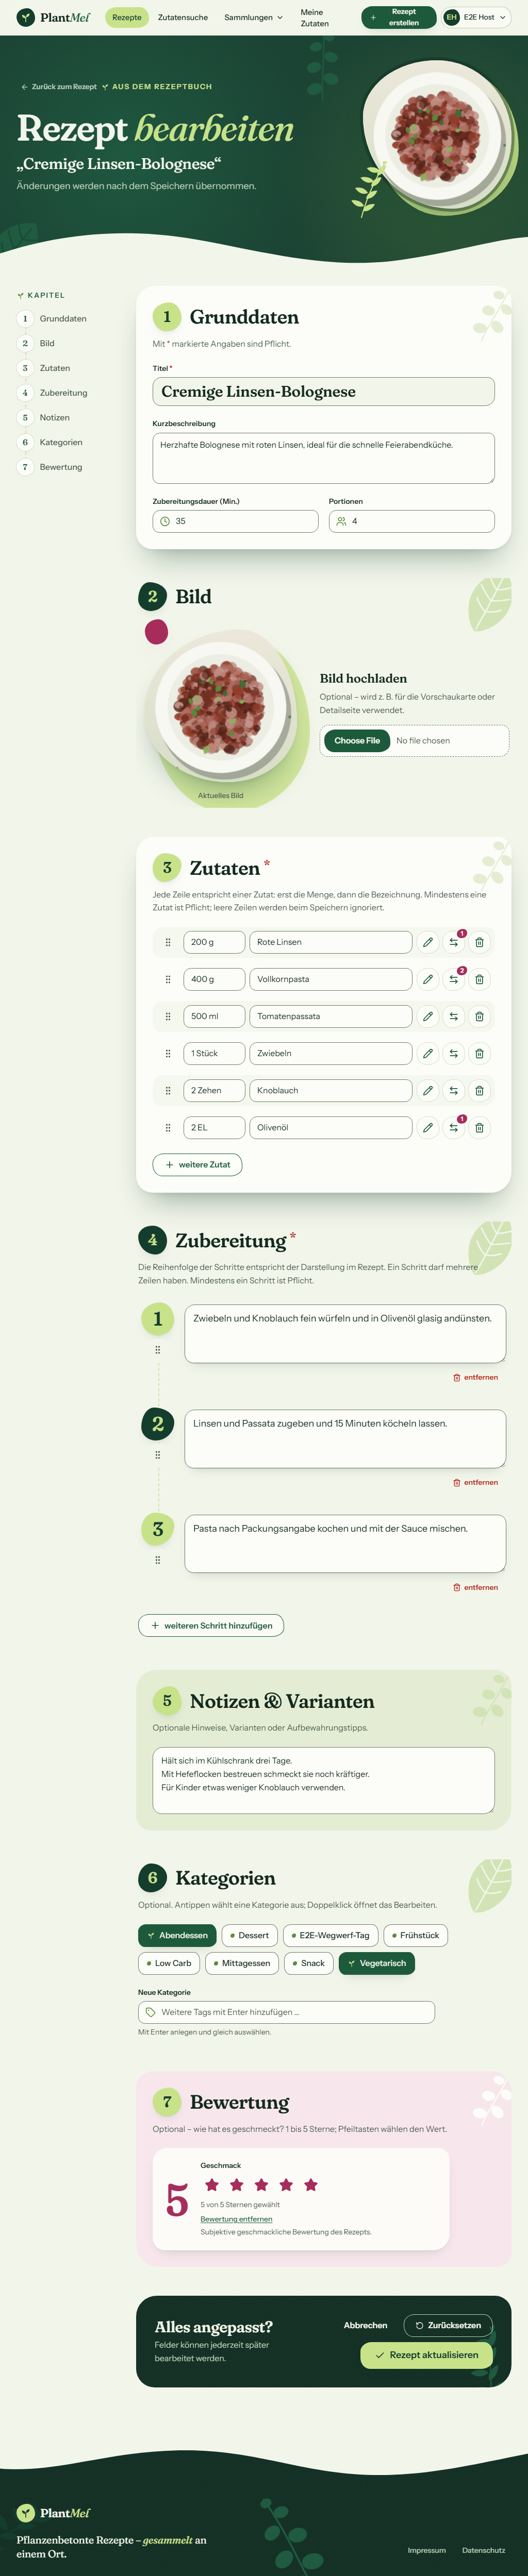 PlantMel
Rezepte
Zutatensuche
Sammlungen
Meine
Zutaten
Rezept
erstellen
EH
E2E Host
Zurück zum Rezept
AUS DEM REZEPTBUCH
Rezept bearbeiten
„Cremige Linsen-Bolognese“
Änderungen werden nach dem Speichern übernommen.
KAPITEL
1 Grunddaten
2 Bild
3 Zutaten
4 Zubereitung
5 Notizen
6 Kategorien
7 Bewertung
1 Grunddaten
Mit * markierte Angaben sind Pflicht.
Titel *
Cremige Linsen-Bolognese
Kurzbeschreibung
Herzhafte Bolognese mit roten Linsen, ideal für die schnelle Feierabendküche.
Zubereitungsdauer (Min.)
Portionen
35
4
2 Bild
Aktuelles Bild
Bild hochladen
Optional – wird z. B. für die Vorschaukarte oder
Detailseite verwendet.
Choose File No file chosen
3 Zutaten *
Jede Zeile entspricht einer Zutat: erst die Menge, dann die Bezeichnung. Mindestens eine
Zutat ist Pflicht; leere Zeilen werden beim Speichern ignoriert.
200 g Rote Linsen 1
400 g Vollkornpasta 2
500 ml Tomatenpassata
1 Stück Zwiebeln
2 Zehen Knoblauch
2 EL Olivenöl 1
weitere Zutat
4 Zubereitung *
Die Reihenfolge der Schritte entspricht der Darstellung im Rezept. Ein Schritt darf mehrere
Zeilen haben. Mindestens ein Schritt ist Pflicht.
1
Zwiebeln und Knoblauch fein würfeln und in Olivenöl glasig andünsten.
entfernen
2
Linsen und Passata zugeben und 15 Minuten köcheln lassen.
entfernen
3
Pasta nach Packungsangabe kochen und mit der Sauce mischen.
entfernen
weiteren Schritt hinzufügen
5 Notizen & Varianten
Optionale Hinweise, Varianten oder Aufbewahrungstipps.
Hält sich im Kühlschrank drei Tage.
Mit Hefeflocken bestreuen schmeckt sie noch kräftiger.
Für Kinder etwas weniger Knoblauch verwenden.
6 Kategorien
Optional. Antippen wählt eine Kategorie aus; Doppelklick öffnet das Bearbeiten.
Abendessen Dessert E2E-Wegwerf-Tag Frühstück
Low Carb Mittagessen Snack Vegetarisch
Neue Kategorie
Weitere Tags mit Enter hinzufügen ...
Mit Enter anlegen und gleich auswählen.
7 Bewertung
Optional – wie hat es geschmeckt? 1 bis 5 Sterne; Pfeiltasten wählen den Wert.
5
Geschmack
5 von 5 Sternen gewählt
Bewertung entfernen
Subjektive geschmackliche Bewertung des Rezepts.
Alles angepasst?
Felder können jederzeit später
bearbeitet werden.
Abbrechen
Zurücksetzen
Rezept aktualisieren
PlantMel
Pflanzenbetonte Rezepte – gesammelt an
einem Ort.
Impressum
Datenschutz